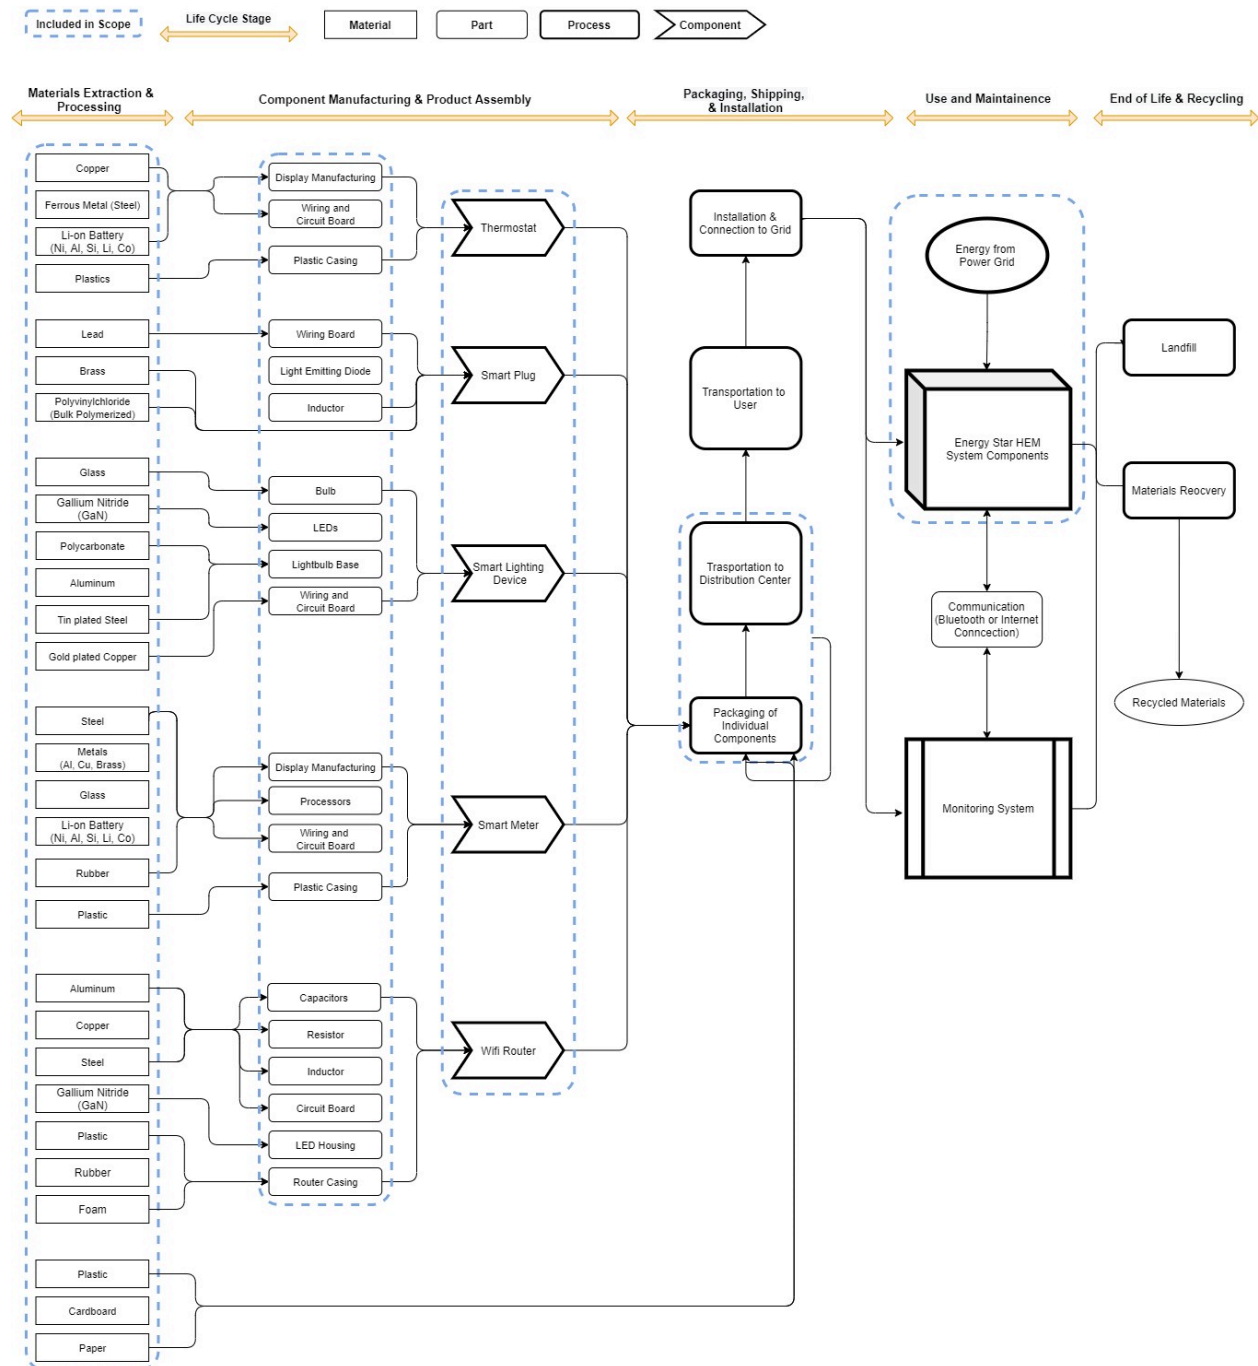 Included in Scope
Life Cycle Stage
Material
Part
Process
Component
Materials Extraction &
Processing
Component Manufacturing & Product Assembly
Packaging, Shipping,
& Installation
Use and Maintainence
End of Life & Recycling
Copper
Ferrous Metal (Steel)
Li-on Battery
(Ni, Al, Si, Li, Co)
Plastics
Display Manufacturing
Wiring and
Circuit Board
Plastic Casing
Thermostat
Lead
Brass
Polyvinylchloride
(Bulk Polymerized)
Wiring Board
Light Emitting Diode
Inductor
Smart Plug
Glass
Gallium Nitride
(GaN)
Polycarbonate
Aluminum
Tin plated Steel
Gold plated Copper
Bulb
LEDs
Lightbulb Base
Wiring and
Circuit Board
Smart Lighting
Device
Steel
Metals
(Al, Cu, Brass)
Glass
Li-on Battery
(Ni, Al, Si, Li, Co)
Rubber
Plastic
Display Manufacturing
Processors
Wiring and
Circuit Board
Plastic Casing
Smart Meter
Aluminum
Copper
Steel
Gallium Nitride
(GaN)
Plastic
Rubber
Foam
Capacitors
Resistor
Inductor
Circuit Board
LED Housing
Router Casing
Wifi Router
Plastic
Cardboard
Paper
Installation &
Connection to Grid
Transportation to
User
Trasportation to
Distribution Center
Packaging of
Individual
Components
Energy from
Power Grid
Energy Star HEM
System Components
Communication
(Bluetooth or Internet
Conncection)
Monitoring System
Landfill
Materials Reocvery
Recycled Materials